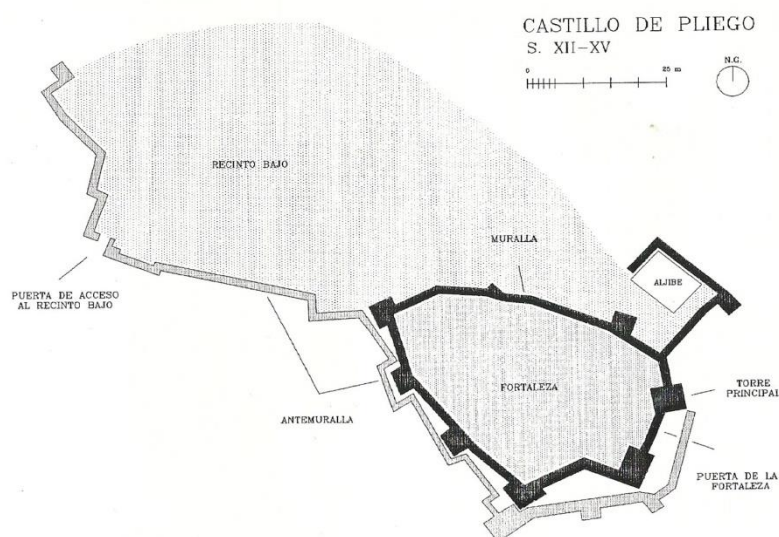 CASTILLO DE PLIEGO
S. XII-XV
N.G.
0
25 m
RECINTO BAJO
MURALLA
ALJIBE
PUERTA DE ACCESO
AL RECINTO BAJO
FORTALEZA
TORRE
PRINCIPAL
ANTEMURALLA
PUERTA DE LA
FORTALEZA